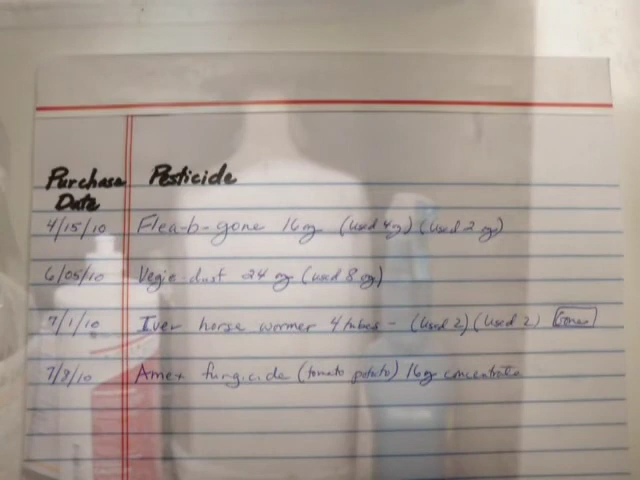 Purchase Pesticide
Date
4/15/10 Flea-b-gone 16 oz (used 4 oz) (used 2 oz)
6/05/10 Vegie-dust 24 oz (used 8 oz)
7/1/10 Iver horse wormer 4 tubes - (used 2) (used 2) Gone
7/8/10 Amex fungicide (tomato potato) 16 oz concentrate